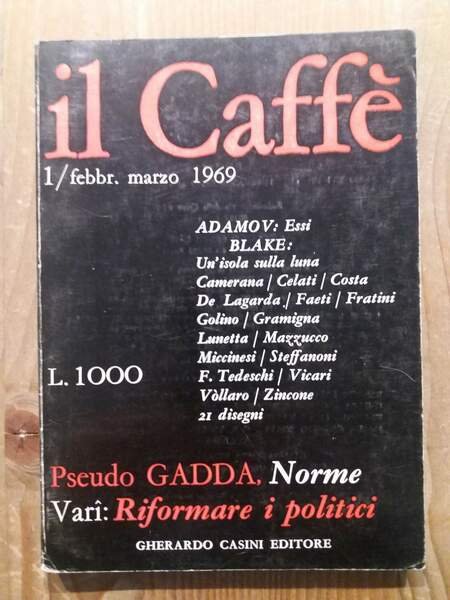 il Caffè
1/febbr. marzo 1969
ADAMOV: Essi
BLAKE:
Un'isola sulla luna
Camerana / Celati / Costa
De Lagarda / Faeti / Fratini
Golino / Gramigna
Lunetta / Mazzucco
Miccinesi / Steffanoni
F. Tedeschi / Vicari
Vòllaro / Zincone
21 disegni
L. 1000
Pseudo GADDA, Norme
Varî: Riformare i politici
GHERARDO CASINI EDITORE